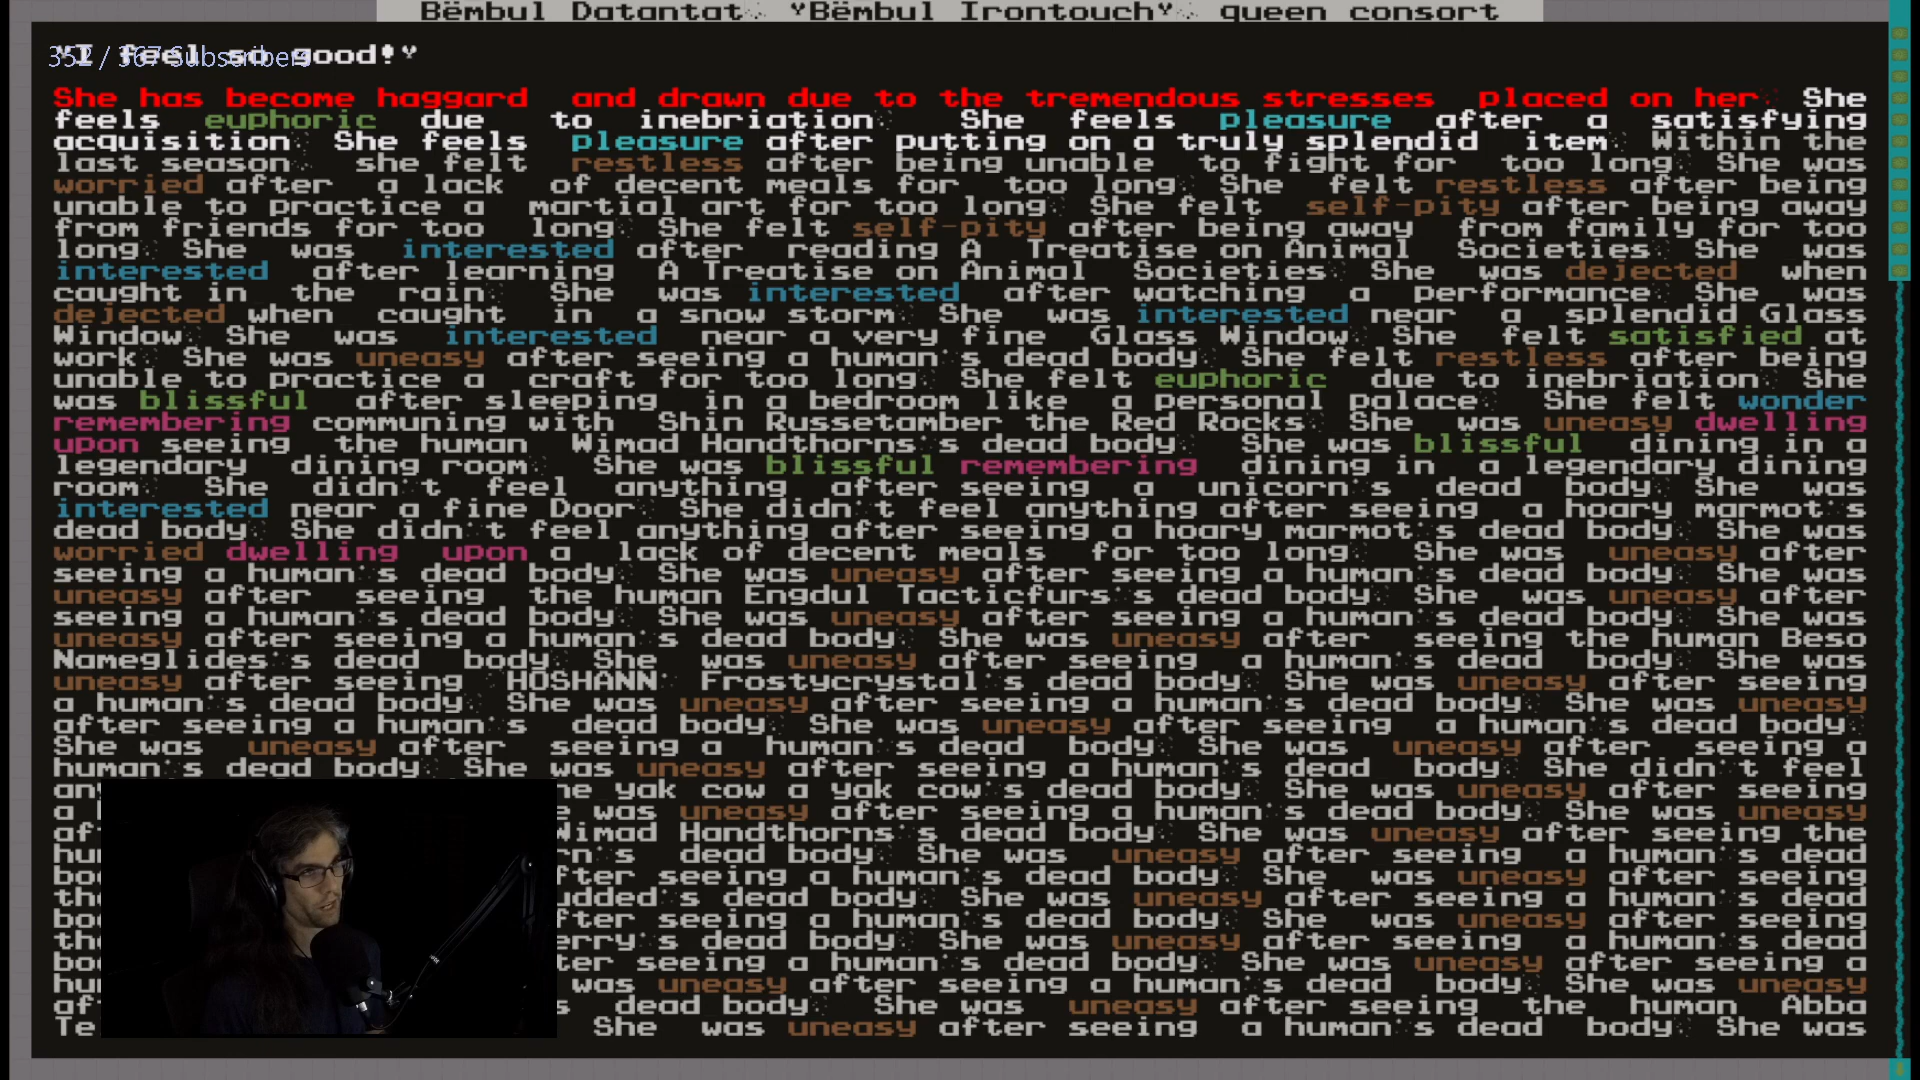 Bëmbul Datantat, "Bëmbul Irontouch", queen consort
352 / 367 Subscribers
"I feel so good!"
She has become haggard and drawn due to the tremendous stresses placed on her. She
feels euphoric due to inebriation. She feels pleasure after a satisfying
acquisition. She feels pleasure after putting on a truly splendid item. Within the
last season, she felt restless after being unable to fight for too long. She was
worried after a lack of decent meals for too long. She felt restless after being
unable to practice a martial art for too long. She felt self-pity after being away
from friends for too long. She felt self-pity after being away from family for too
long. She was interested after reading A Treatise on Animal Societies. She was
interested after learning A Treatise on Animal Societies. She was dejected when
caught in the rain. She was interested after watching a performance. She was
dejected when caught in a snow storm. She was interested near a splendid Glass
Window. She was interested near a very fine Glass Window. She felt satisfied at
work. She was uneasy after seeing a human's dead body. She felt restless after being
unable to practice a craft for too long. She felt euphoric due to inebriation. She
was blissful after sleeping in a bedroom like a personal palace. She felt wonder
remembering communing with Shin Russetamber the Red Rocks. She was uneasy dwelling
upon seeing the human Wimad Handthorns's dead body. She was blissful dining in a
legendary dining room. She was blissful remembering dining in a legendary dining
room. She didn't feel anything after seeing a unicorn's dead body. She was
interested near a fine Door. She didn't feel anything after seeing a hoary marmot's
dead body. She didn't feel anything after seeing a hoary marmot's dead body. She was
worried dwelling upon a lack of decent meals for too long. She was uneasy after
seeing a human's dead body. She was uneasy after seeing a human's dead body. She was
uneasy after seeing the human Engdul Tacticfurs's dead body. She was uneasy after
seeing a human's dead body. She was uneasy after seeing a human's dead body. She was
uneasy after seeing a human's dead body. She was uneasy after seeing the human Beso
Nameglides's dead body. She was uneasy after seeing a human's dead body. She was
uneasy after seeing "HOSHANN" Frostycrystal's dead body. She was uneasy after seeing
a human's dead body. She was uneasy after seeing a human's dead body. She was uneasy
after seeing a human's dead body. She was uneasy after seeing a human's dead body.
She was uneasy after seeing a human's dead body. She was uneasy after seeing a
human's dead body. She was uneasy after seeing a human's dead body. She didn't feel
yak cow a yak cow's dead body. She was uneasy after seeing
a was uneasy after seeing a human's dead body. She was uneasy
Wimad Handthorns's dead body. She was uneasy after seeing the
dead body. She was uneasy after seeing a human's dead
seeing a human's dead body. She was uneasy after seeing
dead body. She was uneasy after seeing a human's dead
seeing a human's dead body. She was uneasy after seeing
dead body. She was uneasy after seeing a human's dead
seeing a human's dead body. She was uneasy after seeing a
was uneasy after seeing a human's dead body. She was uneasy
dead body. She was uneasy after seeing the human Abba
She was uneasy after seeing a human's dead body. She was